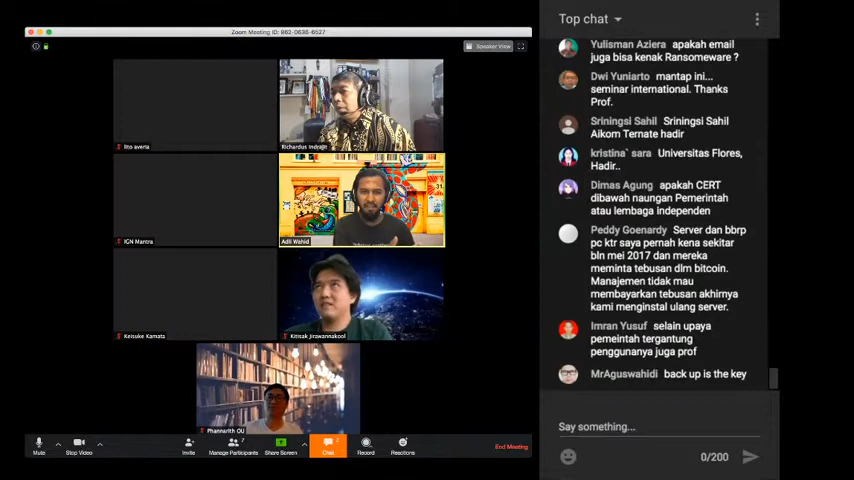 Zoom Meeting ID: 862-0636-6527
Speaker View
lito averia
Richardus Indrajit
IGN Mantra
Adli Wahid
31
Keisuke Kamata
Kitisak Jirawannakool
Phannarith OU
Mute
Stop Video
Invite
7
Manage Participants
Share Screen
2
Chat
Record
Reactions
End Meeting
Top chat
Yulisman Aziera apakah email
juga bisa kenak Ransomeware ?
Dwi Yuniarto mantap ini...
seminar international. Thanks
Prof.
Sriningsi Sahil Sriningsi Sahil
Aikom Ternate hadir
kristina` sara Universitas Flores,
Hadir..
Dimas Agung apakah CERT
dibawah naungan Pemerintah
atau lembaga independen
Peddy Goenardy Server dan bbrp
pc ktr saya pernah kena sekitar
bln mei 2017 dan mereka
meminta tebusan dlm bitcoin.
Manajemen tidak mau
membayarkan tebusan akhirnya
kami menginstal ulang server.
Imran Yusuf selain upaya
pemeintah tergantung
penggunanya juga prof
MrAguswahidi back up is the key
Say something...
0/200